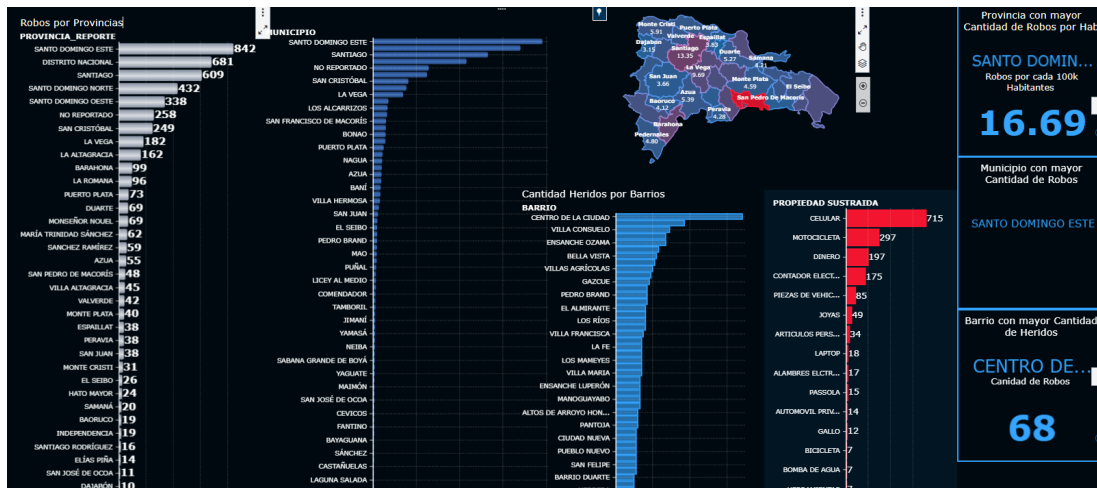 Robos por Provincias
PROVINCIA_REPORTE
SANTO DOMINGO ESTE 842
DISTRITO NACIONAL 681
SANTIAGO 609
SANTO DOMINGO NORTE 432
SANTO DOMINGO OESTE 338
NO REPORTADO 258
SAN CRISTÓBAL 249
LA VEGA 182
LA ALTAGRACIA 162
BARAHONA 99
LA ROMANA 96
PUERTO PLATA 73
DUARTE 69
MONSEÑOR NOUEL 69
MARÍA TRINIDAD SÁNCHEZ 62
SANCHEZ RAMÍREZ 59
AZUA 55
SAN PEDRO DE MACORÍS 48
VILLA ALTAGRACIA 45
VALVERDE 42
MONTE PLATA 40
ESPAILLAT 38
PERAVIA 38
SAN JUAN 38
MONTE CRISTI 31
EL SEIBO 26
HATO MAYOR 24
SAMANÁ 20
BAORUCO 19
INDEPENDENCIA 19
SANTIAGO RODRÍGUEZ 16
ELÍAS PIÑA 14
SAN JOSÉ DE OCOA 11
DAJABÓN 10
MUNICIPIO
SANTO DOMINGO ESTE
SANTIAGO
NO REPORTADO
SAN CRISTÓBAL
LA VEGA
LOS ALCARRIZOS
SAN FRANCISCO DE MACORÍS
BONAO
PUERTO PLATA
NAGUA
AZUA
BANÍ
VILLA HERMOSA
SAN JUAN
EL SEIBO
PEDRO BRAND
MAO
PUÑAL
LICEY AL MEDIO
COMENDADOR
TAMBORIL
JIMANÍ
YAMASÁ
NEIBA
SABANA GRANDE DE BOYÁ
YAGUATE
MAIMÓN
SAN JOSÉ DE OCOA
CEVICOS
FANTINO
BAYAGUANA
SÁNCHEZ
CASTAÑUELAS
LAGUNA SALADA
Monte Cristi
5.91
Puerto Plata
Valverde
Espaillat
3.83
Dajabon
3.15
Santiago
13.35
Duarte
5.27
Samana
4.21
La Vega
9.69
San Juan
3.66
Monte Plata
4.59
El Seibo
Azua
5.39
San Pedro De Macorís
Baoruco
4.12
Peravia
4.28
Barahona
Pedernales
4.80
Cantidad Heridos por Barrios
BARRIO
CENTRO DE LA CIUDAD
VILLA CONSUELO
ENSANCHE OZAMA
BELLA VISTA
VILLAS AGRÍCOLAS
GAZCUE
PEDRO BRAND
EL ALMIRANTE
LOS RÍOS
VILLA FRANCISCA
LA FE
LOS MAMEYES
VILLA MARIA
ENSANCHE LUPERÓN
MANOGUAYABO
ALTOS DE ARROYO HON...
PANTOJA
CIUDAD NUEVA
PUEBLO NUEVO
SAN FELIPE
BARRIO DUARTE
PROPIEDAD SUSTRAIDA
CELULAR 715
MOTOCICLETA 297
DINERO 197
CONTADOR ELECT... 175
PIEZAS DE VEHIC... 85
JOYAS 49
ARTICULOS PERS... 34
LAPTOP 18
ALAMBRES ELCTR... 17
PASSOLA 15
AUTOMOVIL PRIV... 14
GALLO 12
BICICLETA 7
BOMBA DE AGUA 7
Provincia con mayor
Cantidad de Robos por Hab
SANTO DOMIN...
Robos por cada 100k
Habitantes
16.69
Municipio con mayor
Cantidad de Robos
SANTO DOMINGO ESTE
Barrio con mayor Cantidad
de Heridos
CENTRO DE...
Canidad de Robos
68